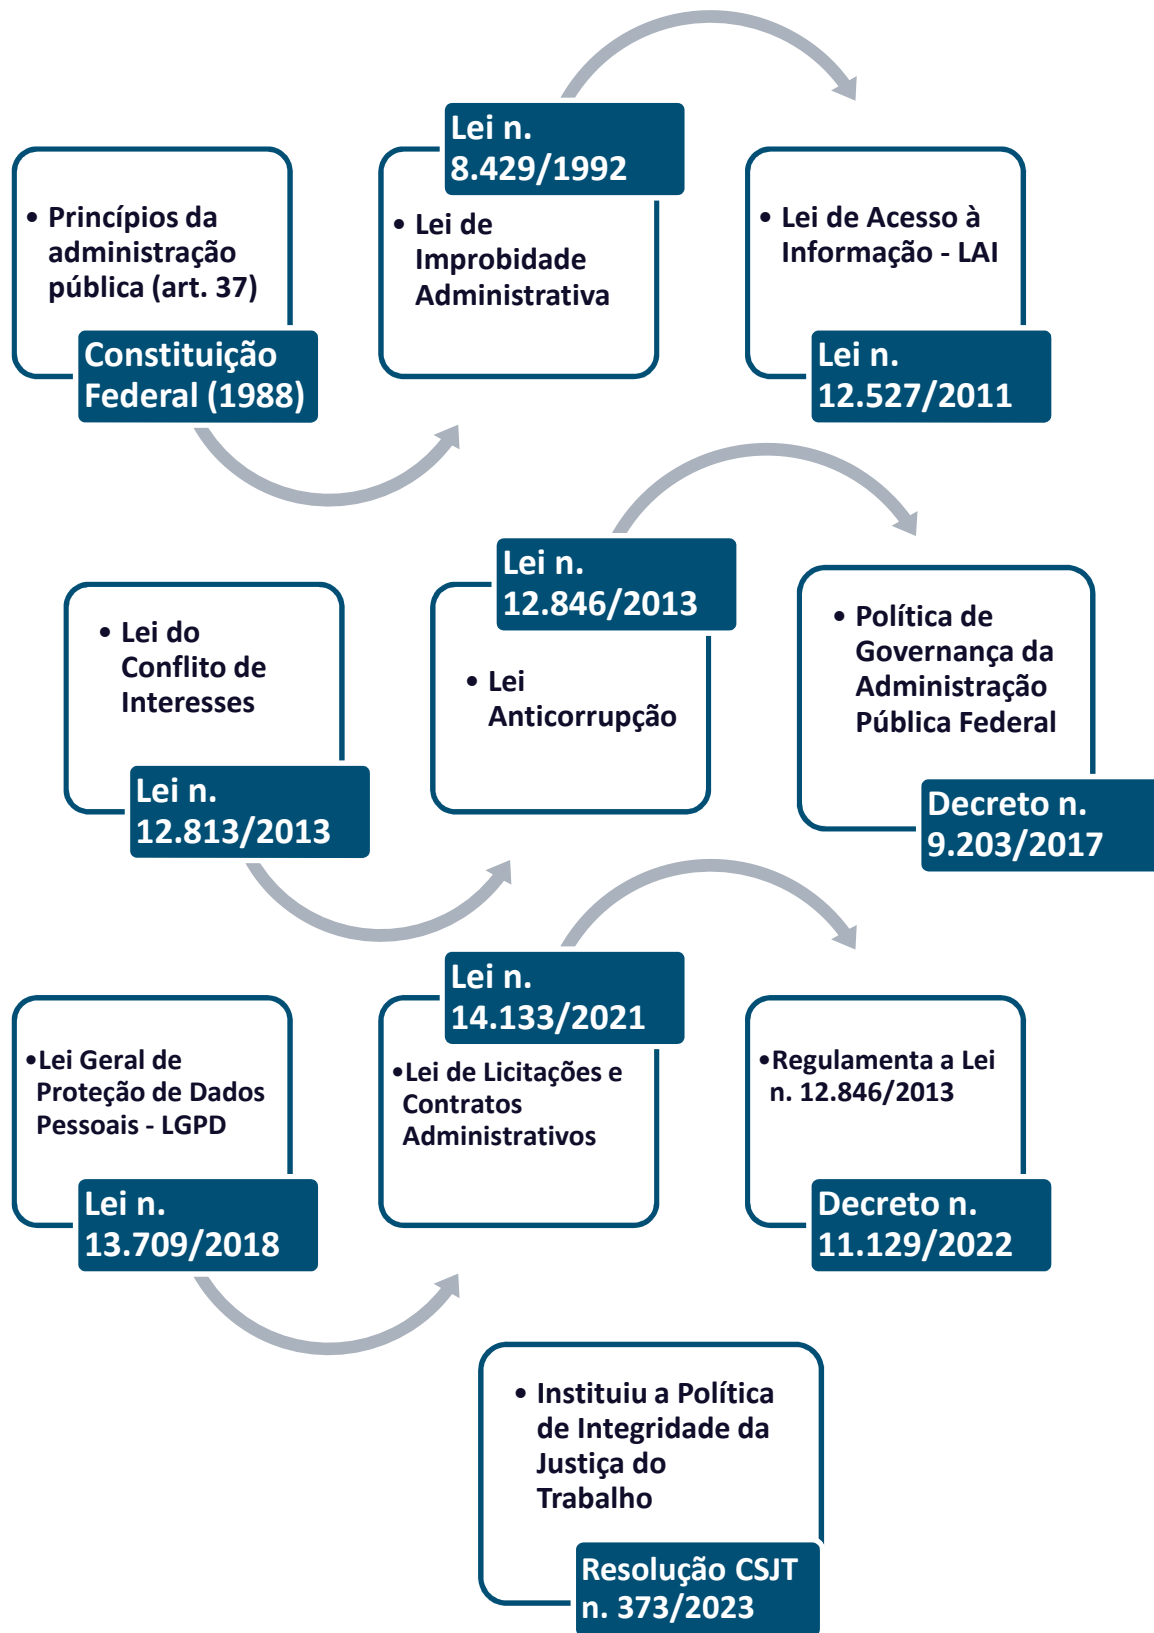 • Princípios da
administração
pública (art. 37)
Constituição
Federal (1988)
Lei n.
8.429/1992
• Lei de
Improbidade
Administrativa
• Lei de Acesso à
Informação - LAI
Lei n.
12.527/2011
• Lei do
Conflito de
Interesses
Lei n.
12.813/2013
Lei n.
12.846/2013
• Lei
Anticorrupção
• Política de
Governança da
Administração
Pública Federal
Decreto n.
9.203/2017
•Lei Geral de
Proteção de Dados
Pessoais - LGPD
Lei n.
13.709/2018
Lei n.
14.133/2021
•Lei de Licitações e
Contratos
Administrativos
•Regulamenta a Lei
n. 12.846/2013
Decreto n.
11.129/2022
• Instituiu a Política
de Integridade da
Justiça do
Trabalho
Resolução CSJT
n. 373/2023